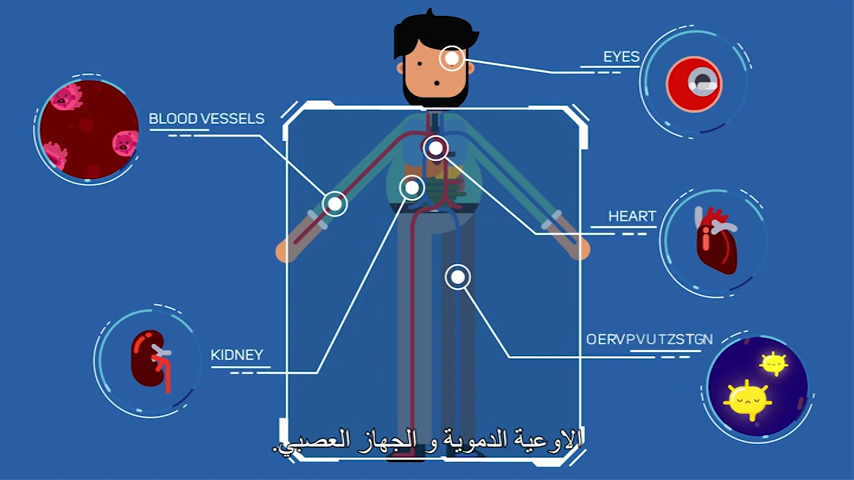 EYES
BLOOD VESSELS
HEART
OERVPVUTZSTGN
KIDNEY
الاوعية الدموية و الجهاز العصبي.